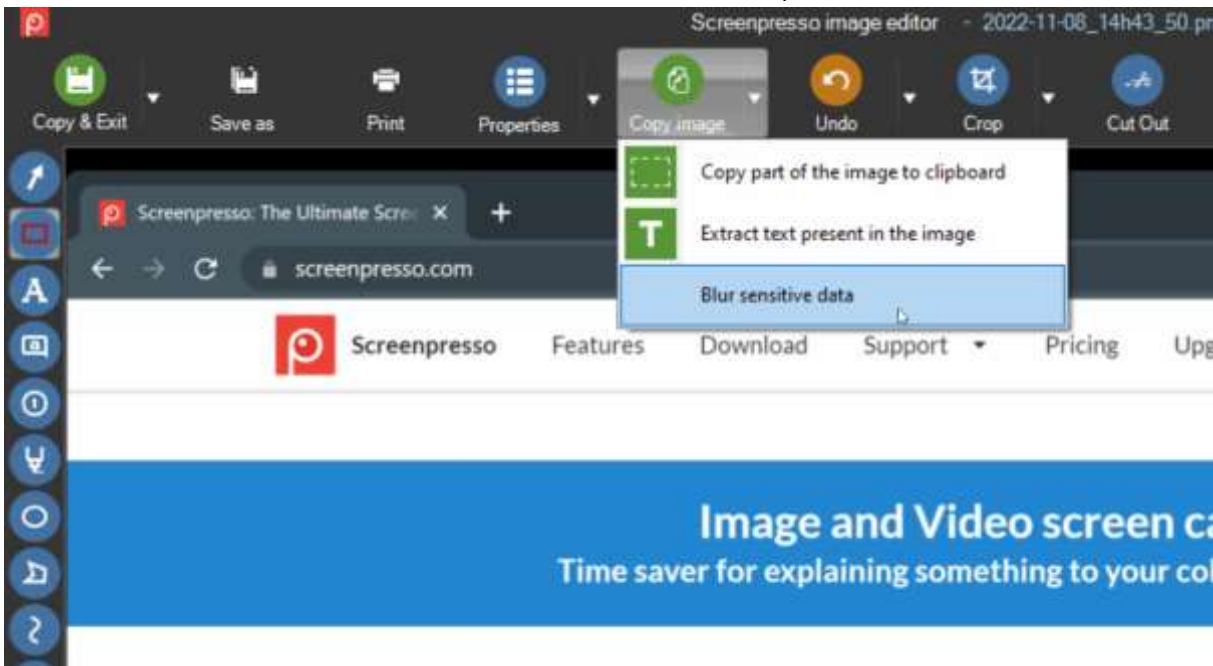 Screenpresso image editor - 2022-11-08_14h43_50.pr
Copy & Exit Save as Print Properties Copy image Undo Crop Cut Out
Copy part of the image to clipboard
Extract text present in the image
Blur sensitive data
Screenpresso: The Ultimate Scre
screenpresso.com
Screenpresso Features Download Support Pricing Upg
Image and Video screen ca
Time saver for explaining something to your col